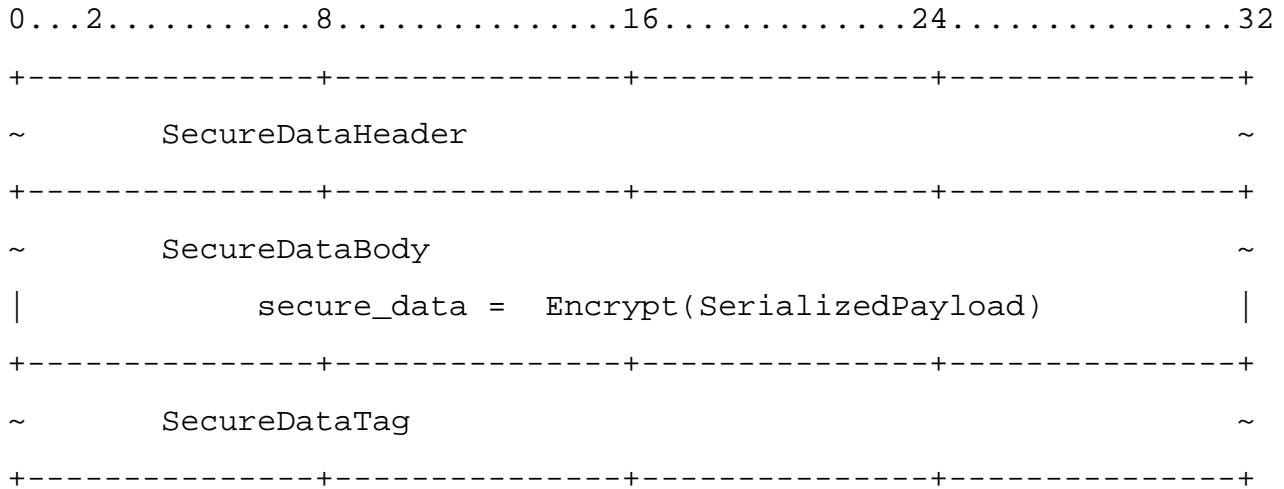 0...2...........8...............16.............24...............32
+---------------+---------------+---------------+---------------+
~       SecureDataHeader                                        ~
+---------------+---------------+---------------+---------------+
~       SecureDataBody                                          ~
|            secure_data =  Encrypt(SerializedPayload)          |
+---------------+---------------+---------------+---------------+
~       SecureDataTag                                           ~
+---------------+---------------+---------------+---------------+